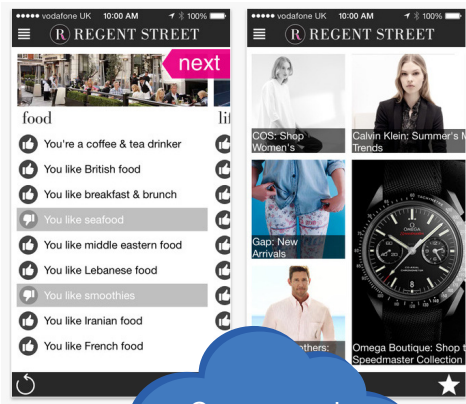 vodafone UK 10:00 AM 100%
R REGENT STREET
next
food
You're a coffee & tea drinker
You like British food
You like breakfast & brunch
You like seafood
You like middle eastern food
You like Lebanese food
You like smoothies
You like Iranian food
You like French food
vodafone UK 10:00 AM 100%
R REGENT STREET
COS: Shop
Women's
Calvin Klein: Summer's
Trends
Gap: New
Arrivals
OMEGA
Omega Boutique: Shop
Speedmaster Collection